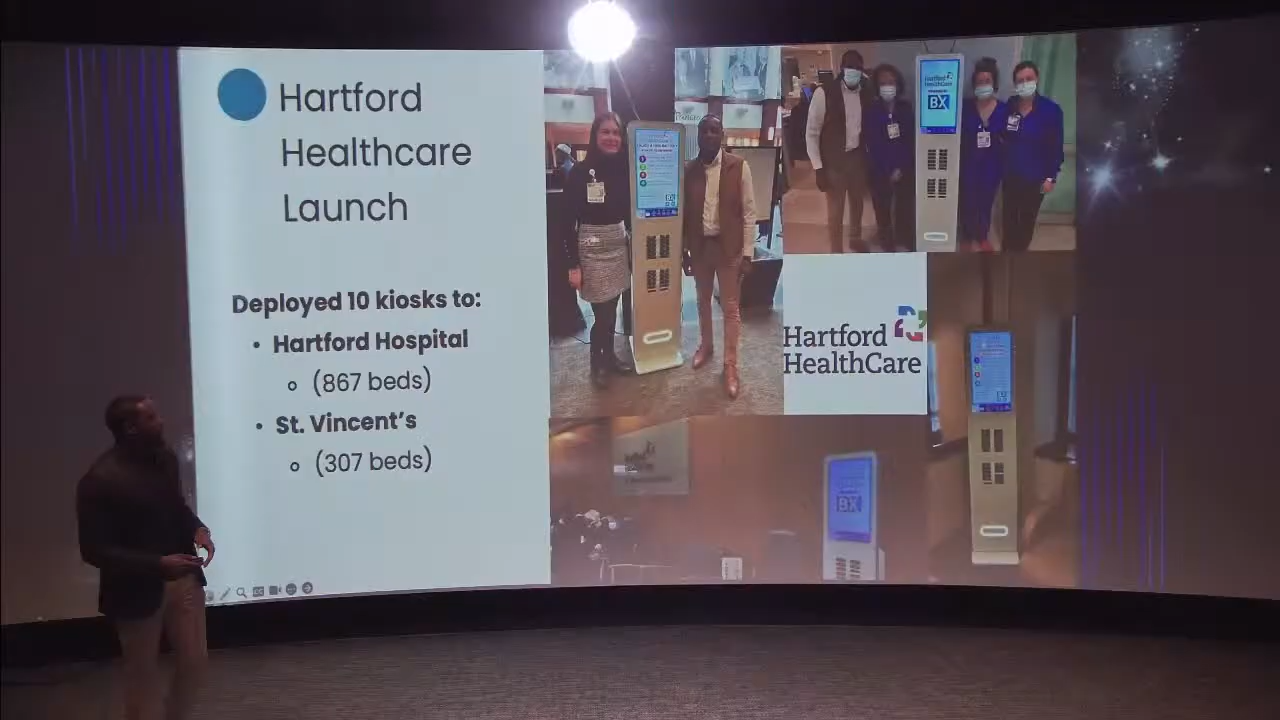 Hartford
Healthcare
Launch
Deployed 10 kiosks to:
• Hartford Hospital
o (867 beds)
• St. Vincent's
o (307 beds)
Hartford
HealthCare
BX
Hartford
HealthCare
BX